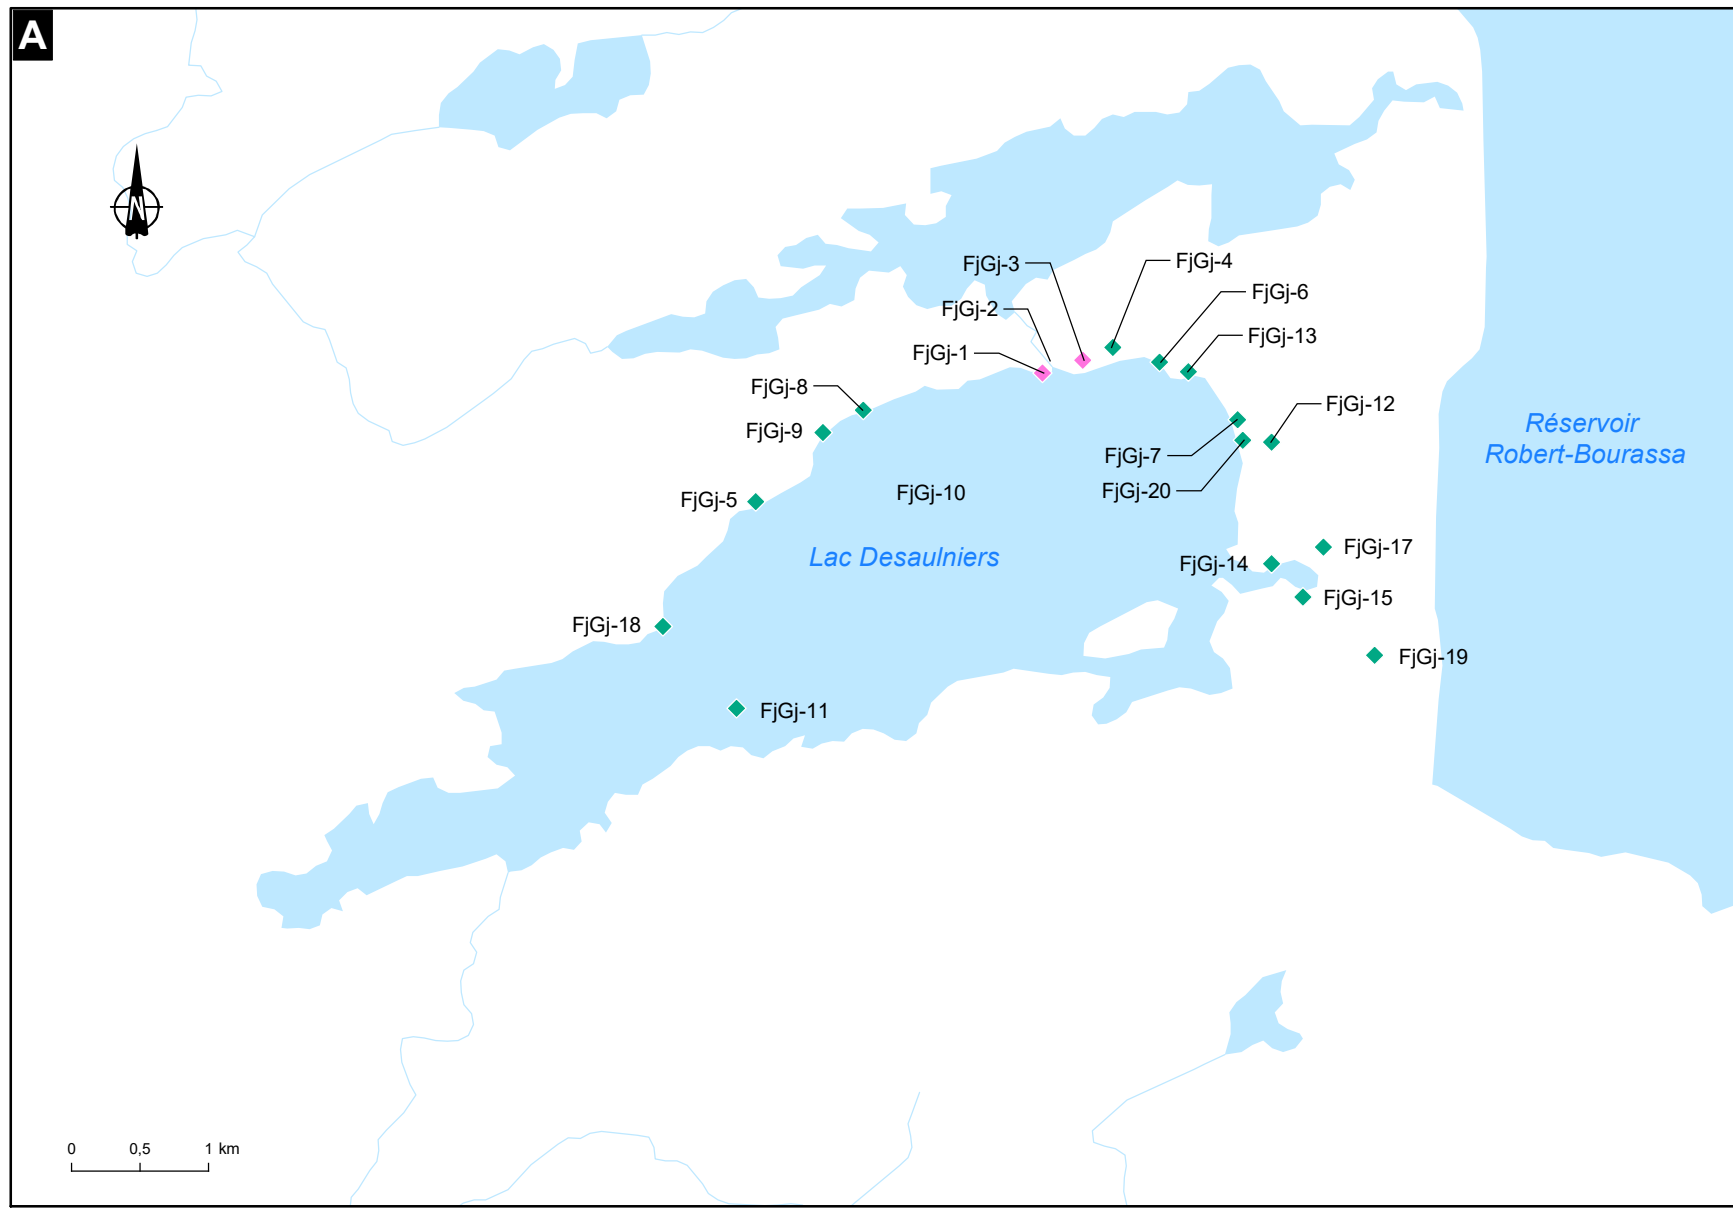 A
N
FjGj-3
FjGj-4
FjGj-6
FjGj-2
FjGj-13
FjGj-1
FjGj-8
FjGj-12
FjGj-9
Réservoir
Robert-Bourassa
FjGj-7
FjGj-20
FjGj-10
FjGj-5
Lac Desaulniers
FjGj-17
FjGj-14
FjGj-15
FjGj-18
FjGj-19
FjGj-11
0 0,5 1 km